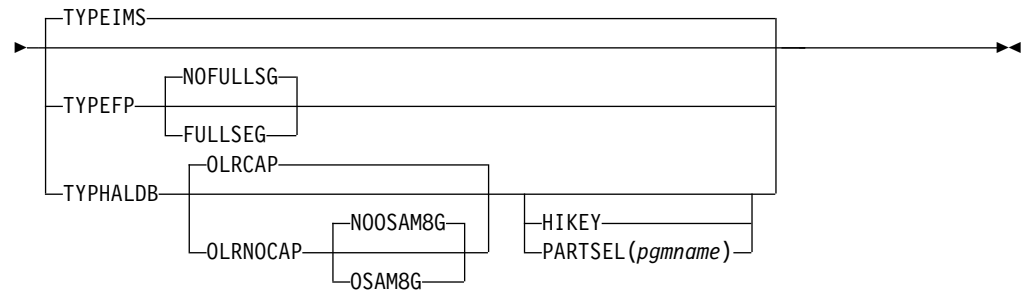 TYPEIMS
NOFULLSG
TYPEFP
FULLSEG
OLRCAP
TYPHALDB
NOOSAM8G HIKEY
OLRNOCAP PARTSEL(pgmname)
OSAM8G